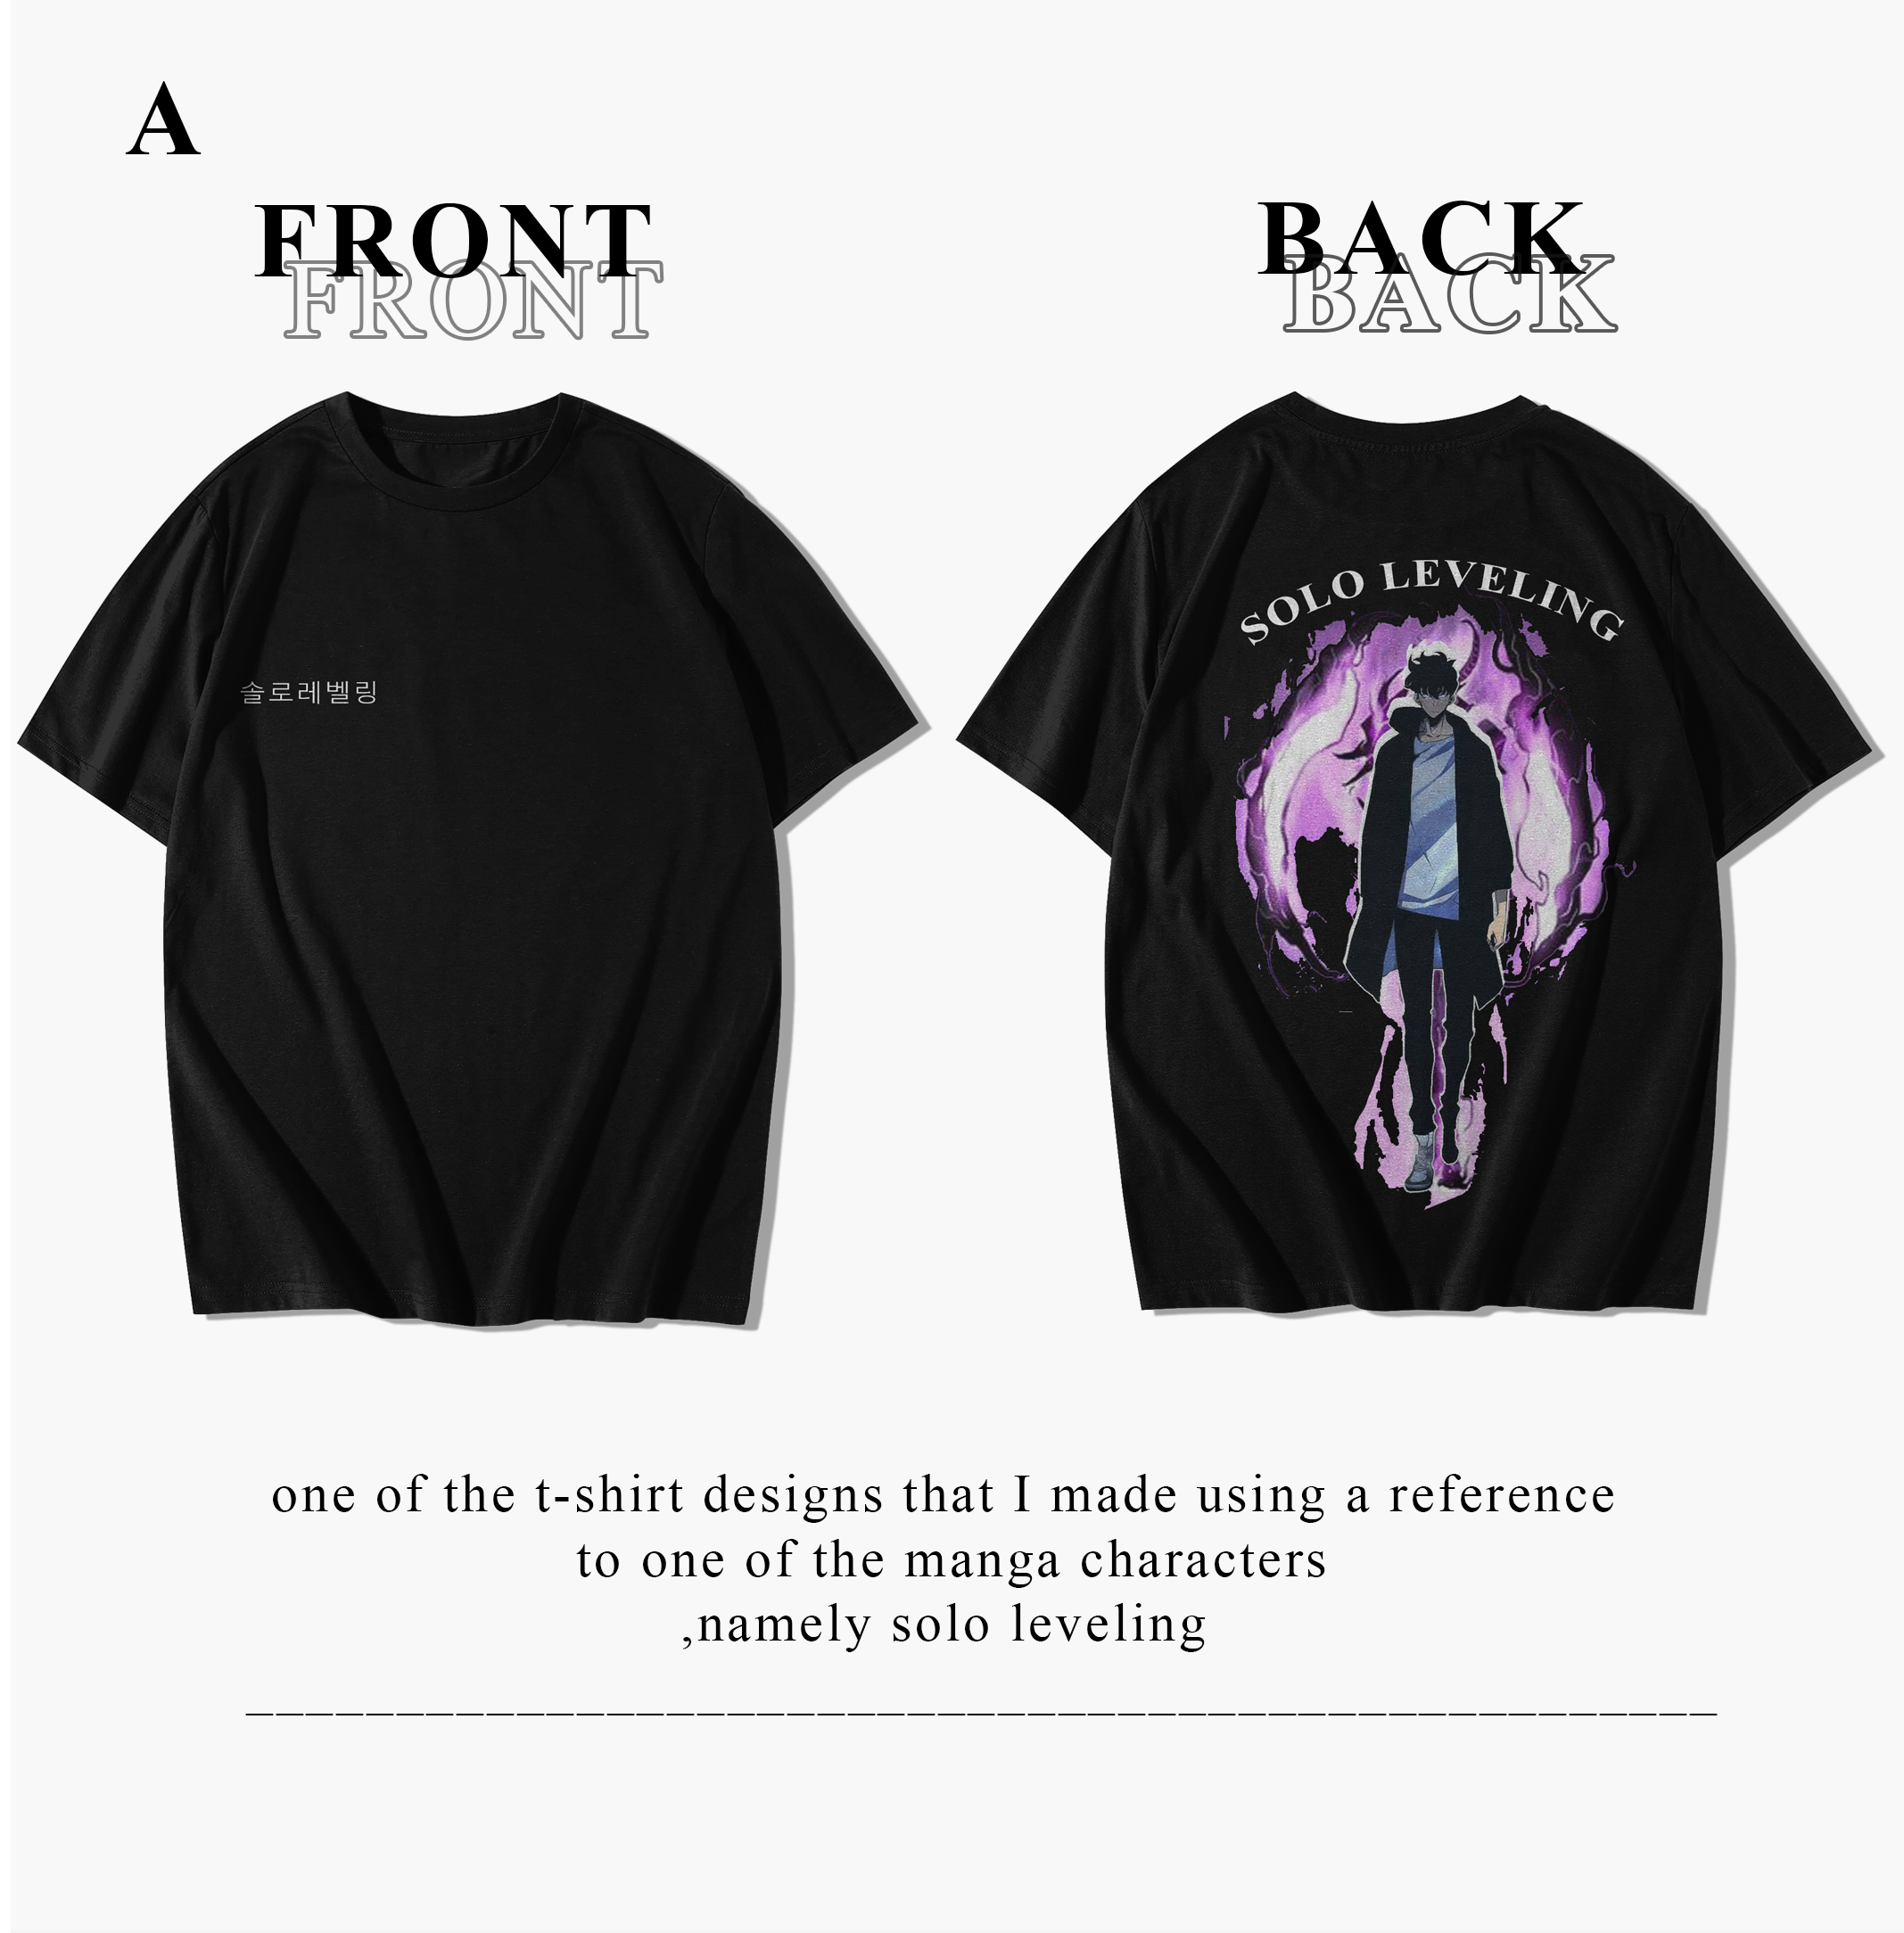 A
FRONT
FRONT
BACK
BACK
솔로레벨링
SOLO LEVELING
one of the t-shirt designs that I made using a reference
to one of the manga characters
,namely solo leveling